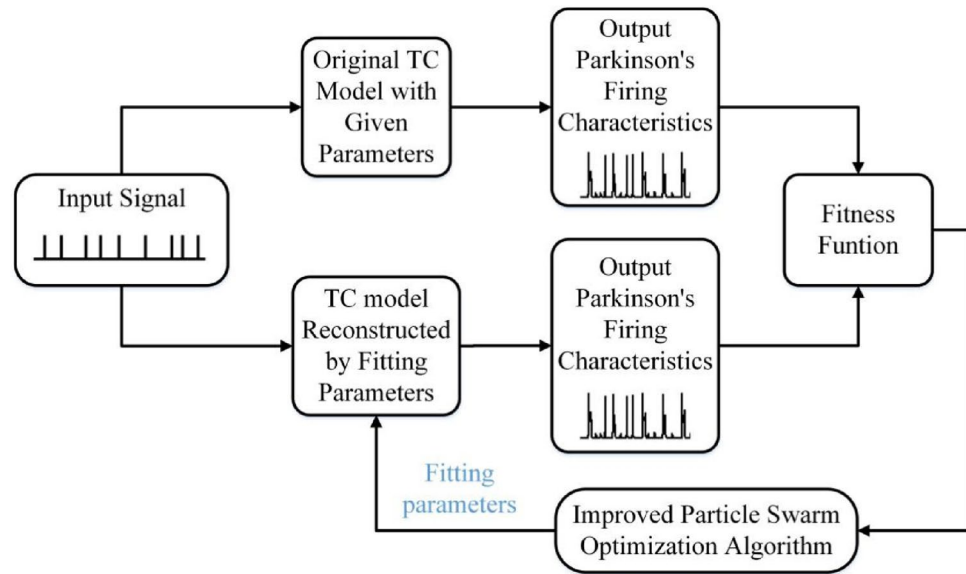 Original TC
Model with
Given
Parameters
Output
Parkinson's
Firing
Characteristics
Input Signal
Fitness
Funtion
TC model
Reconstructed
by Fitting
Parameters
Output
Parkinson's
Firing
Characteristics
Fitting
parameters
Improved Particle Swarm
Optimization Algorithm